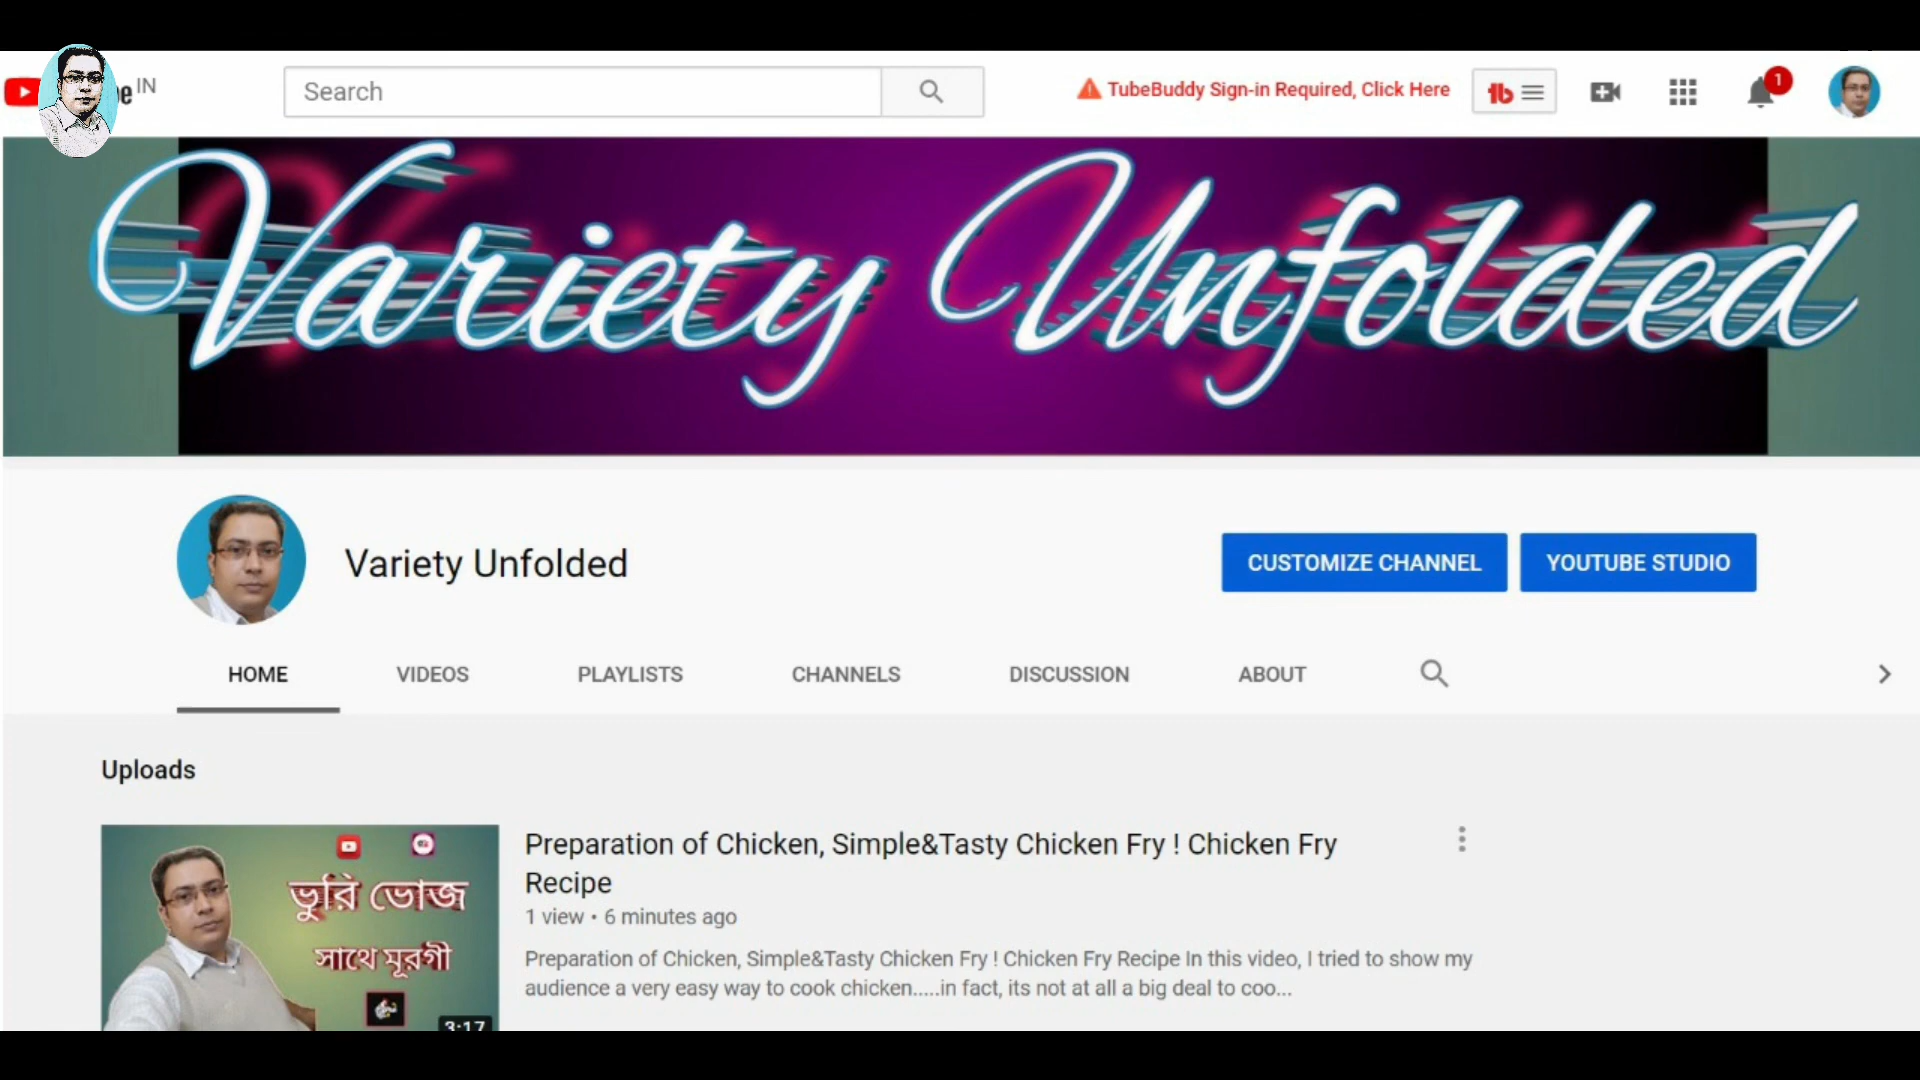 IN
Search
TubeBuddy Sign-in Required, Click Here
1
Variety Unfolded
Variety Unfolded
CUSTOMIZE CHANNEL
YOUTUBE STUDIO
HOME
VIDEOS
PLAYLISTS
CHANNELS
DISCUSSION
ABOUT
Uploads
ভুরি ভোজ
সাথে মূরগী
3:17
Preparation of Chicken, Simple&Tasty Chicken Fry ! Chicken Fry
Recipe
1 view • 6 minutes ago
Preparation of Chicken, Simple&Tasty Chicken Fry ! Chicken Fry Recipe In this video, I tried to show my
audience a very easy way to cook chicken.....in fact, its not at all a big deal to coo...